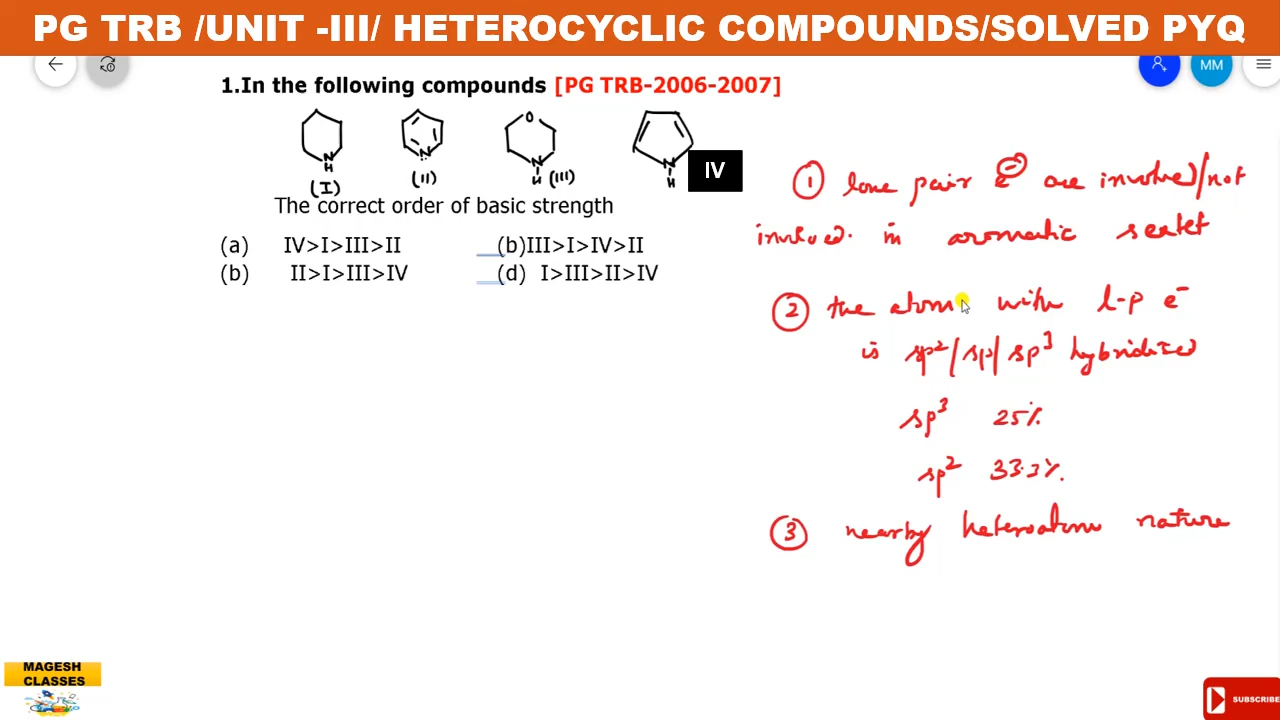 PG TRB /UNIT -III/ HETEROCYCLIC COMPOUNDS/SOLVED PYQ
MM
1.In the following compounds [PG TRB-2006-2007]
N
H
(I)
N
(II)
O
N
H (III)
N
H
IV
The correct order of basic strength
(a) IV>I>III>II (b)III>I>IV>II
(b) II>I>III>IV (d) I>III>II>IV
① lone pair e⊖ are involved/not
involved. in aromatic sextet
② the atom with l-p e⁻
is sp²/sp/sp³ hybridized
sp³ 25%
sp² 33.3%.
③ nearby heteroatoms nature
MAGESH
CLASSES
SUBSCRIBE